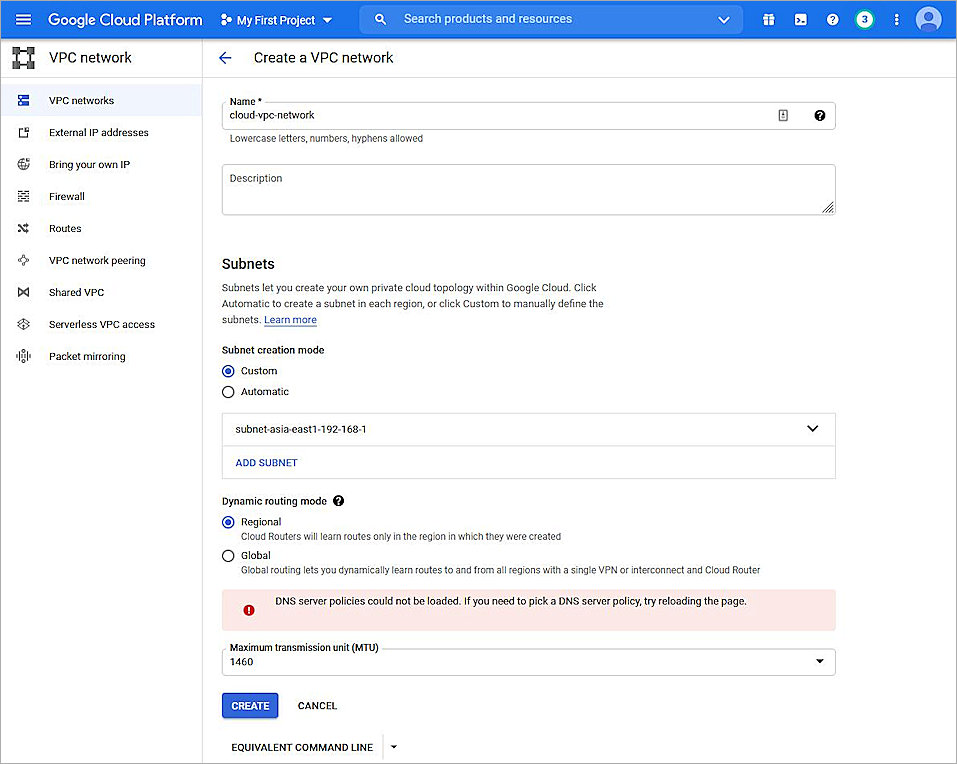 Google Cloud Platform
My First Project
Search products and resources
3
VPC network
Create a VPC network
VPC networks
External IP addresses
Bring your own IP
Firewall
Routes
VPC network peering
Shared VPC
Serverless VPC access
Packet mirroring
Name *
cloud-vpc-network
Lowercase letters, numbers, hyphens allowed
Description
Subnets
Subnets let you create your own private cloud topology within Google Cloud. Click
Automatic to create a subnet in each region, or click Custom to manually define the
subnets. Learn more
Subnet creation mode
Custom
Automatic
subnet-asia-east1-192-168-1
ADD SUBNET
Dynamic routing mode
Regional
Cloud Routers will learn routes only in the region in which they were created
Global
Global routing lets you dynamically learn routes to and from all regions with a single VPN or interconnect and Cloud Router
DNS server policies could not be loaded. If you need to pick a DNS server policy, try reloading the page.
Maximum transmission unit (MTU)
1460
CREATE
CANCEL
EQUIVALENT COMMAND LINE